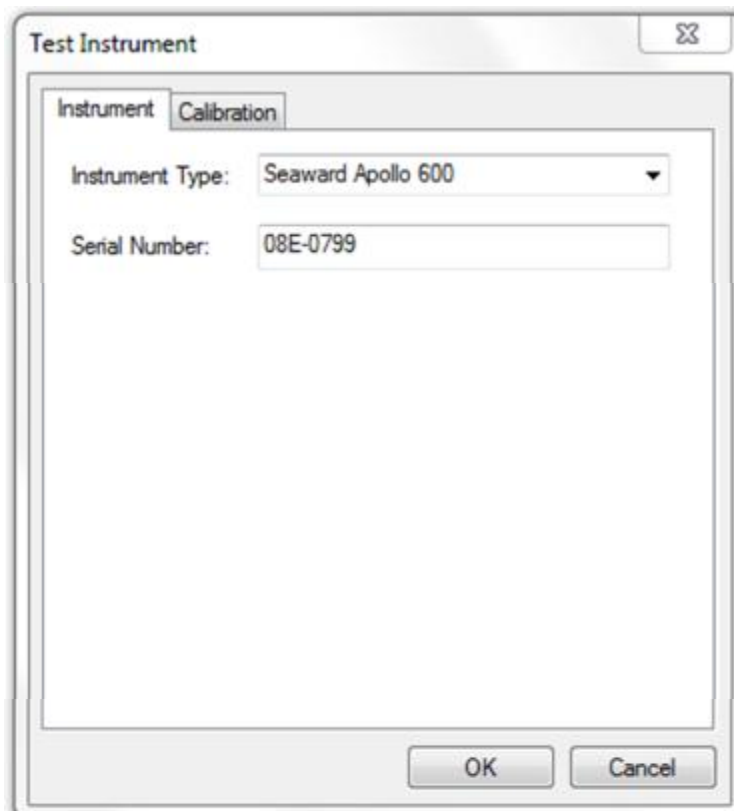 Test Instrument
Instrument Calibration
Instrument Type: Seaward Apollo 600
Serial Number: 08E-0799
OK Cancel